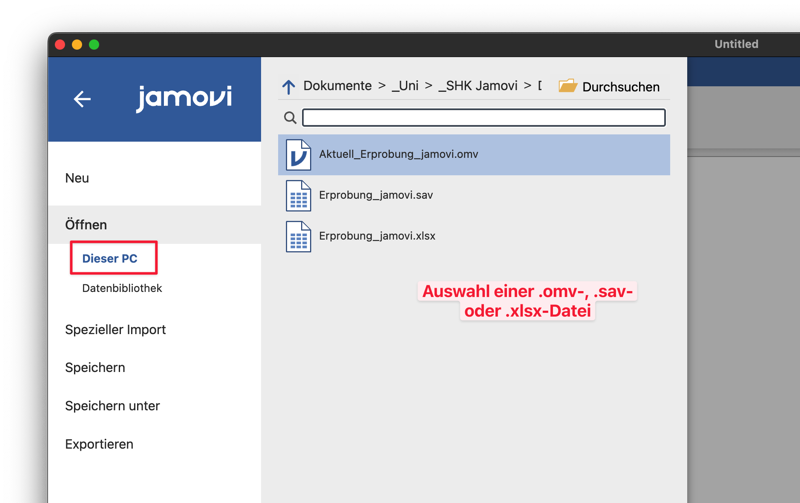 Untitled
jamovi
Dokumente > _Uni > _SHK Jamovi >
Durchsuchen
Aktuell_Erprobung_jamovi.omv
Neu
Erprobung_jamovi.sav
Öffnen
Erprobung_jamovi.xlsx
Dieser PC
Datenbibliothek
Auswahl einer .omv-, .sav-
oder .xlsx-Datei
Spezieller Import
Speichern
Speichern unter
Exportieren